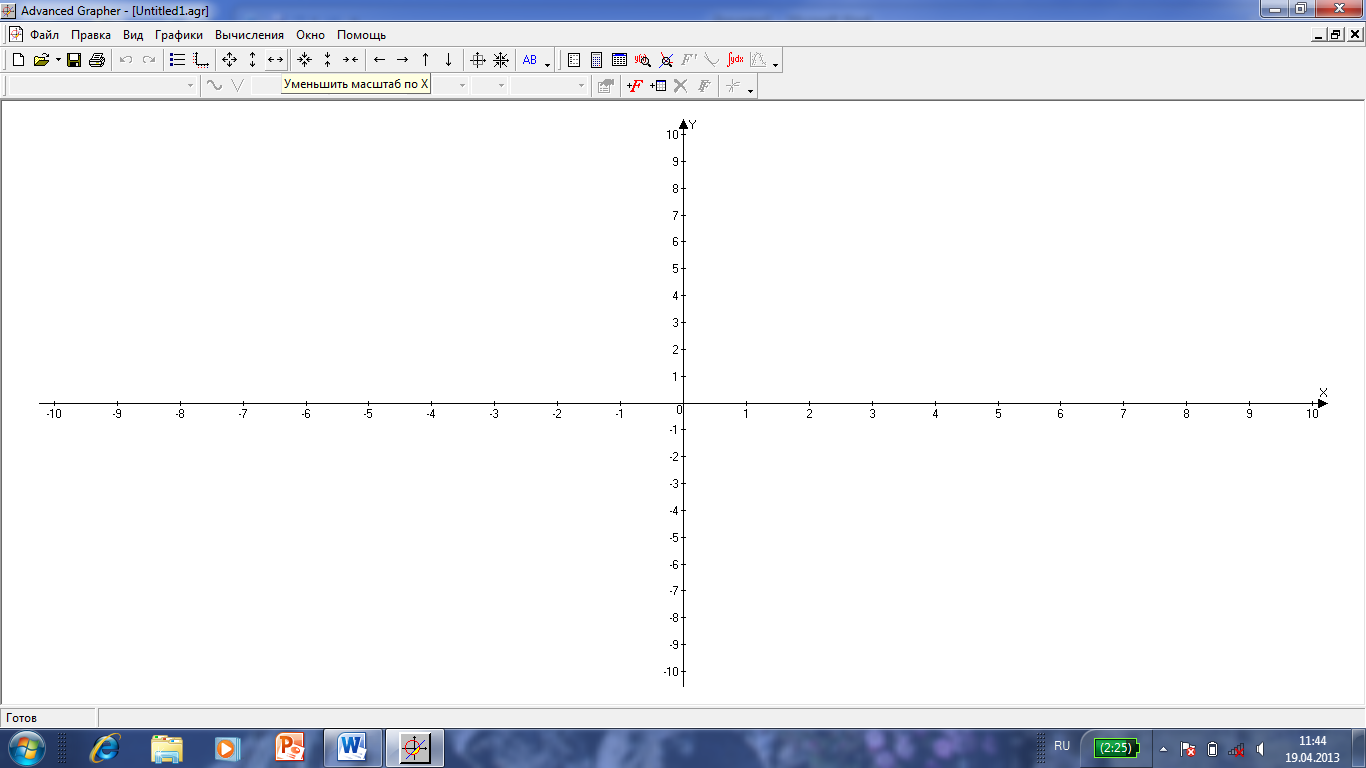 Advanced Grapher - [Untitled1.agr]
Файл Правка Вид Графики Вычисления Окно Помощь
AB F' ∫ydx
Уменьшить масштаб по X
+F F
Y
10
9
8
7
6
5
4
3
2
1
X
-10 -9 -8 -7 -6 -5 -4 -3 -2 -1 0 1 2 3 4 5 6 7 8 9 10
-1
-2
-3
-4
-5
-6
-7
-8
-9
-10
Готов
RU (2:25) 11:44
19.04.2013